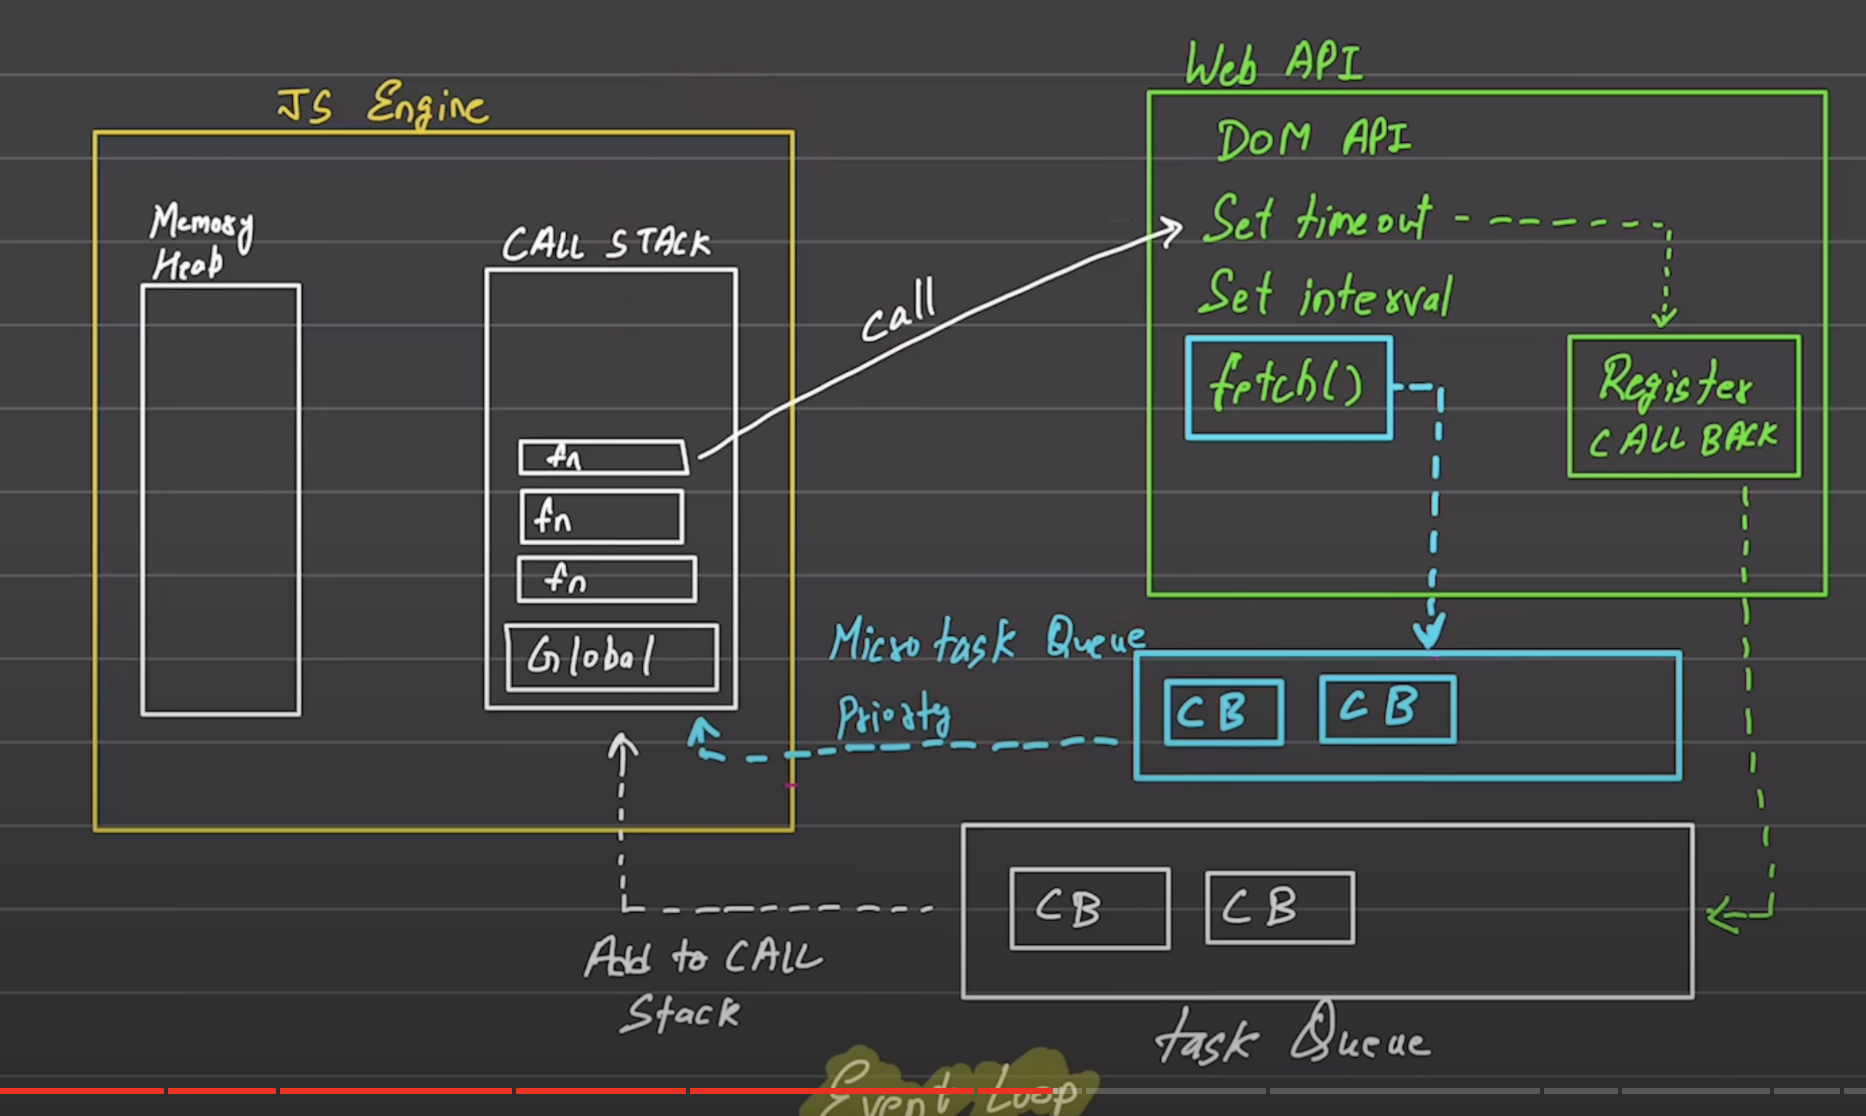 JS Engine
Memory
Heap
CALL STACK
fn
fn
fn
Global
call
Web API
DOM API
Set timeout
Set interval
fetch()
Register
CALL BACK
Micro task Queue
Priority
CB CB
CB CB
Add to CALL
Stack
task Queue
Event Loop